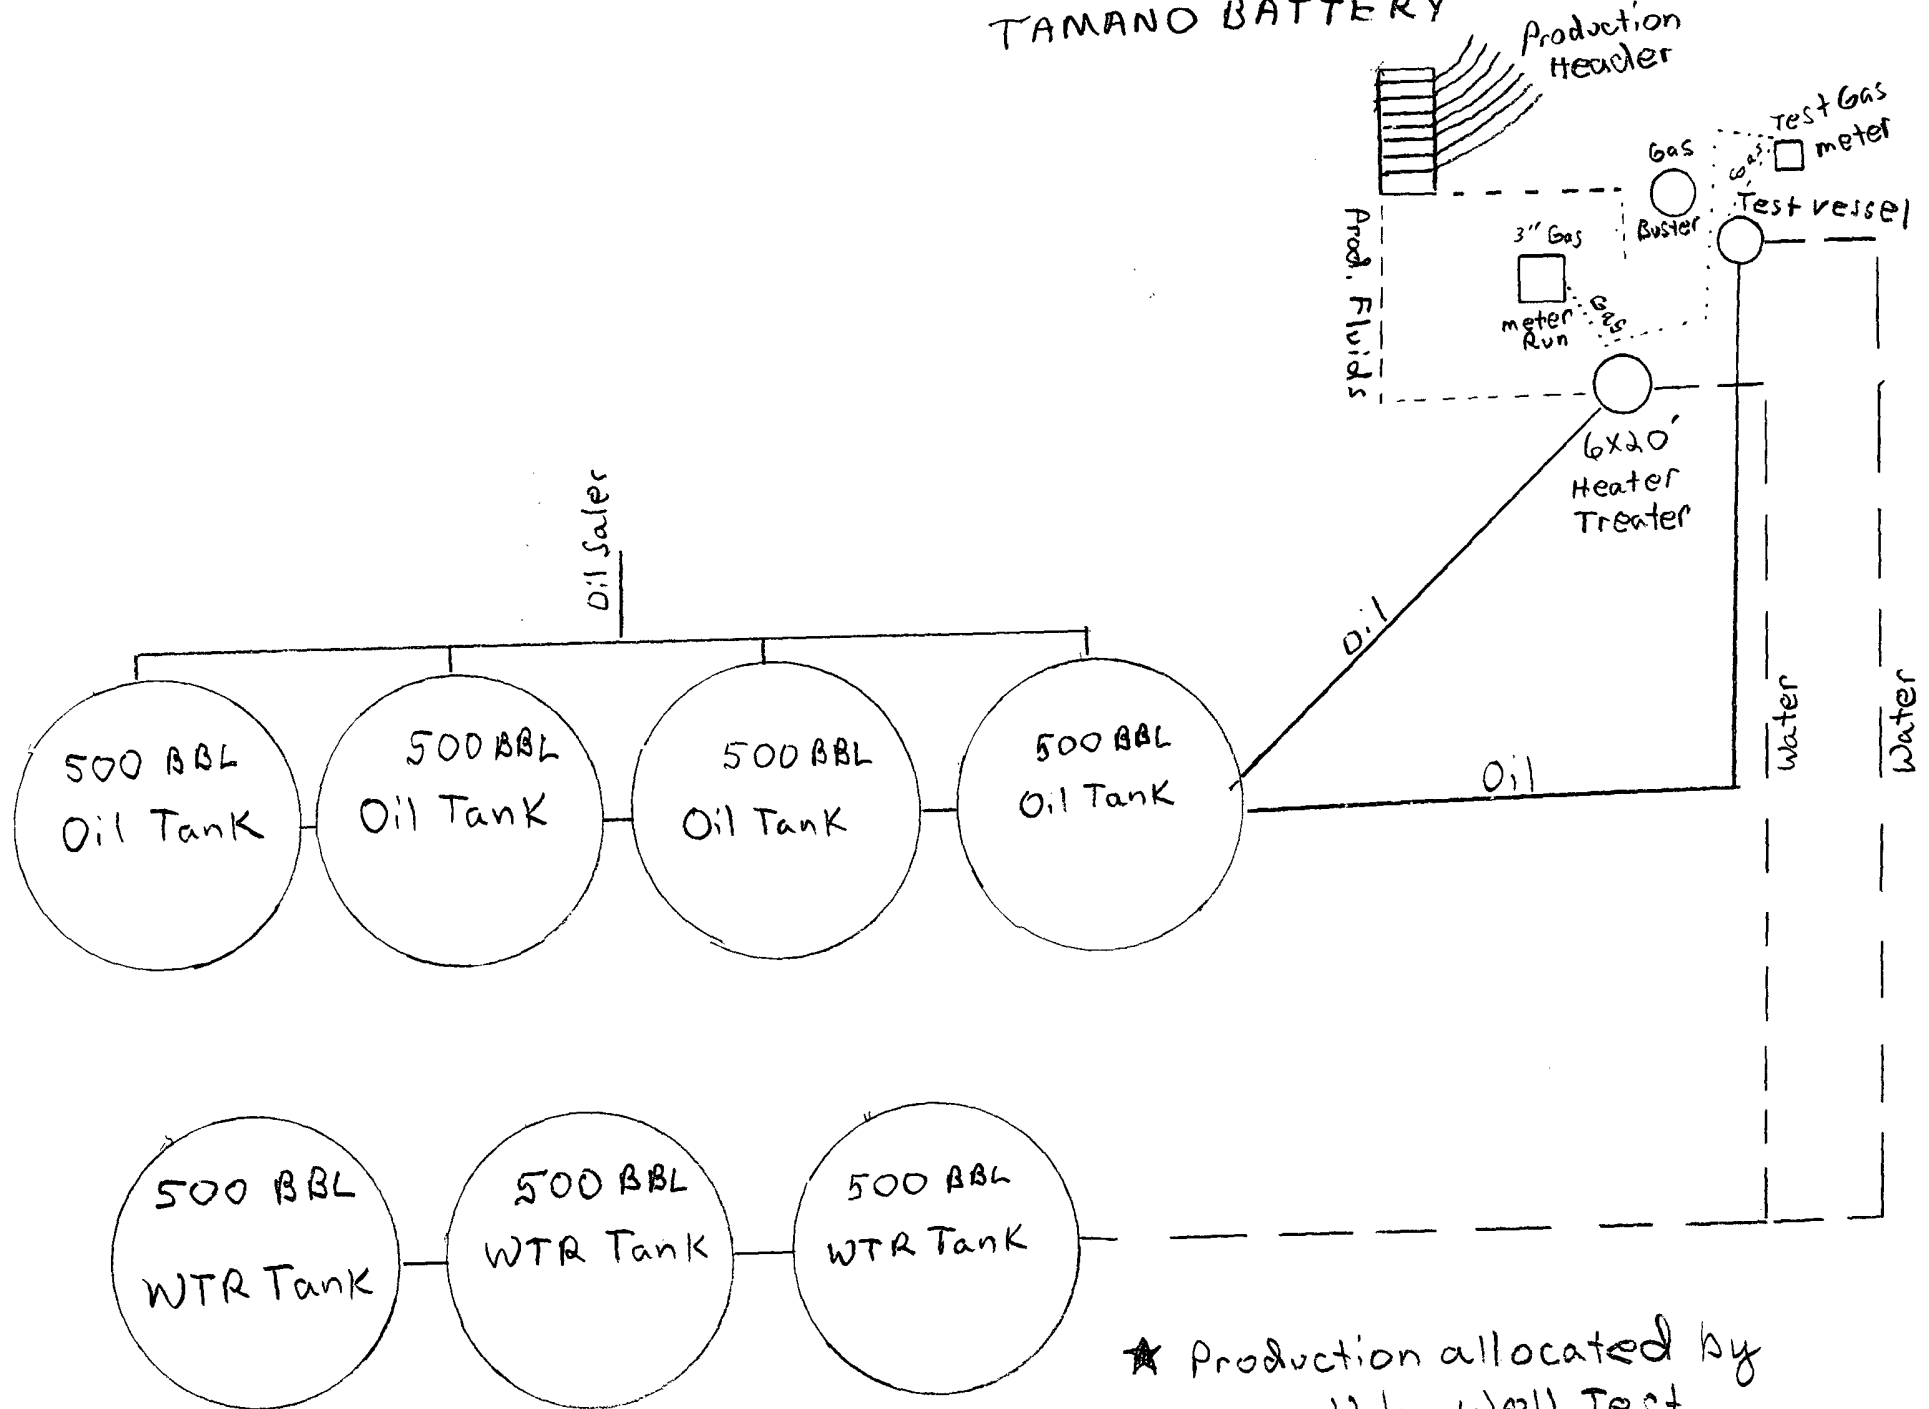 TAMANO BATTERY
Production
Header
Test Gas
meter
Gas
Buster
Gas
Test vessel
3" Gas
meter
Run
Gas
Prod. Fluids
6X20'
Heater
Treater
Oil Sales
Oil
Oil
Water
Water
500 BBL
Oil Tank
500 BBL
Oil Tank
500 BBL
Oil Tank
500 BBL
Oil Tank
500 BBL
WTR Tank
500 BBL
WTR Tank
500 BBL
WTR Tank
★ Production allocated by
Well Test